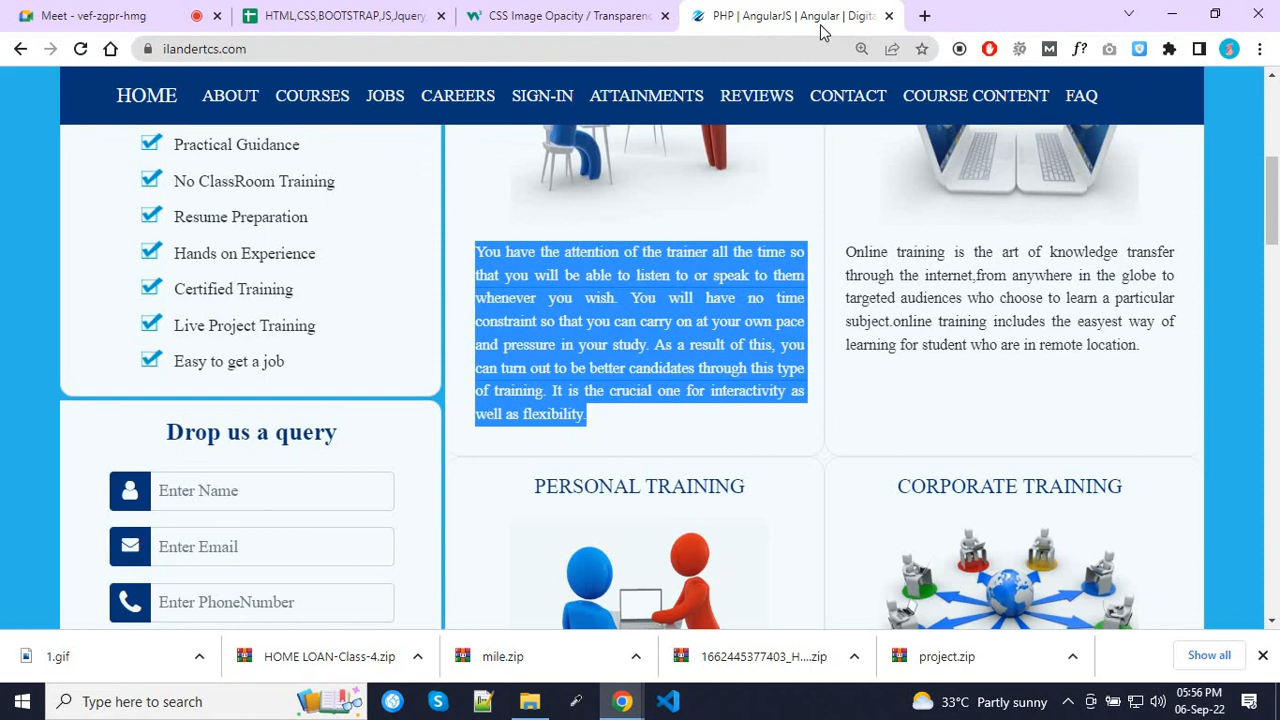 Meet - vef-zgpr-hmg
HTML,CSS,BOOTSTRAP,JS,Jquery,
CSS Image Opacity / Transparenc
PHP | AngularJS | Angular | Digita
ilandertcs.com
HOME ABOUT COURSES JOBS CAREERS SIGN-IN ATTAINMENTS REVIEWS CONTACT COURSE CONTENT FAQ
Practical Guidance
No ClassRoom Training
Resume Preparation
Hands on Experience
Certified Training
Live Project Training
Easy to get a job
Drop us a query
Enter Name
Enter Email
Enter PhoneNumber
You have the attention of the trainer all the time so
that you will be able to listen to or speak to them
whenever you wish. You will have no time
constraint so that you can carry on at your own pace
and pressure in your study. As a result of this, you
can turn out to be better candidates through this type
of training. It is the crucial one for interactivity as
well as flexibility.
Online training is the art of knowledge transfer
through the internet,from anywhere in the globe to
targeted audiences who choose to learn a particular
subject.online training includes the easyest way of
learning for student who are in remote location.
PERSONAL TRAINING
CORPORATE TRAINING
1.gif
HOME LOAN-Class-4.zip
mile.zip
1662445377403_H....zip
project.zip
Show all
Type here to search
33°C Partly sunny
05:56 PM
06-Sep-22